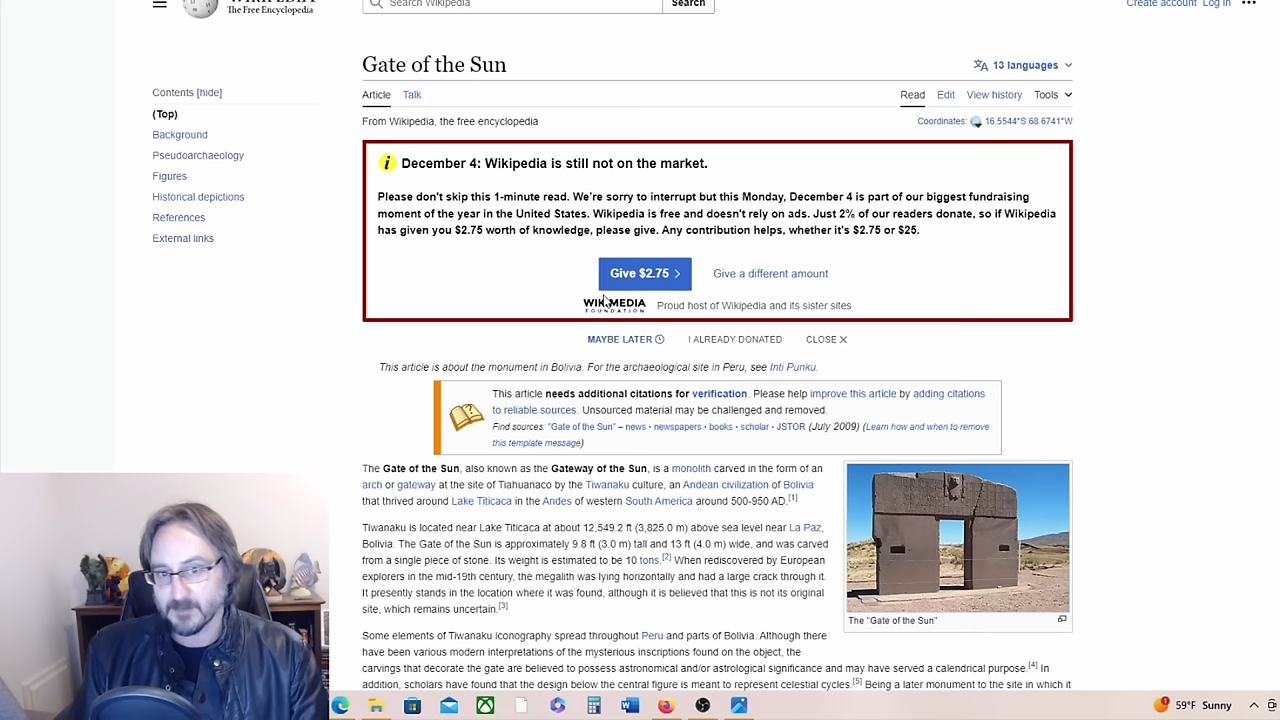 The Free Encyclopedia
Search Wikipedia
Search
Create account Log in
Gate of the Sun
13 languages
Contents [hide]
(Top)
Background
Pseudoarchaeology
Figures
Historical depictions
References
External links
Article Talk
Read Edit View history Tools
From Wikipedia, the free encyclopedia
Coordinates: 16.5544°S 68.6741°W
i December 4: Wikipedia is still not on the market.
Please don't skip this 1-minute read. We're sorry to interrupt but this Monday, December 4 is part of our biggest fundraising
moment of the year in the United States. Wikipedia is free and doesn't rely on ads. Just 2% of our readers donate, so if Wikipedia
has given you $2.75 worth of knowledge, please give. Any contribution helps, whether it's $2.75 or $25.
Give $2.75
Give a different amount
WIKIMEDIA
FOUNDATION
Proud host of Wikipedia and its sister sites
MAYBE LATER I ALREADY DONATED CLOSE
This article is about the monument in Bolivia. For the archaeological site in Peru, see Inti Punku.
This article needs additional citations for verification. Please help improve this article by adding citations
to reliable sources. Unsourced material may be challenged and removed.
Find sources: "Gate of the Sun" – news · newspapers · books · scholar · JSTOR (July 2009) (Learn how and when to remove
this template message)
The Gate of the Sun, also known as the Gateway of the Sun, is a monolith carved in the form of an
arch or gateway at the site of Tiahuanaco by the Tiwanaku culture, an Andean civilization of Bolivia
that thrived around Lake Titicaca in the Andes of western South America around 500-950 AD.[1]
Tiwanaku is located near Lake Titicaca at about 12,549.2 ft (3,825.0 m) above sea level near La Paz,
Bolivia. The Gate of the Sun is approximately 9.8 ft (3.0 m) tall and 13 ft (4.0 m) wide, and was carved
from a single piece of stone. Its weight is estimated to be 10 tons.[2] When rediscovered by European
explorers in the mid-19th century, the megalith was lying horizontally and had a large crack through it.
It presently stands in the location where it was found, although it is believed that this is not its original
site, which remains uncertain.[3]
The "Gate of the Sun"
Some elements of Tiwanaku iconography spread throughout Peru and parts of Bolivia. Although there
have been various modern interpretations of the mysterious inscriptions found on the object, the
carvings that decorate the gate are believed to possess astronomical and/or astrological significance and may have served a calendrical purpose.[4] In
addition, scholars have found that the design below the central figure is meant to represent celestial cycles.[5] Being a later monument to the site in which it
W
1
59°F Sunny